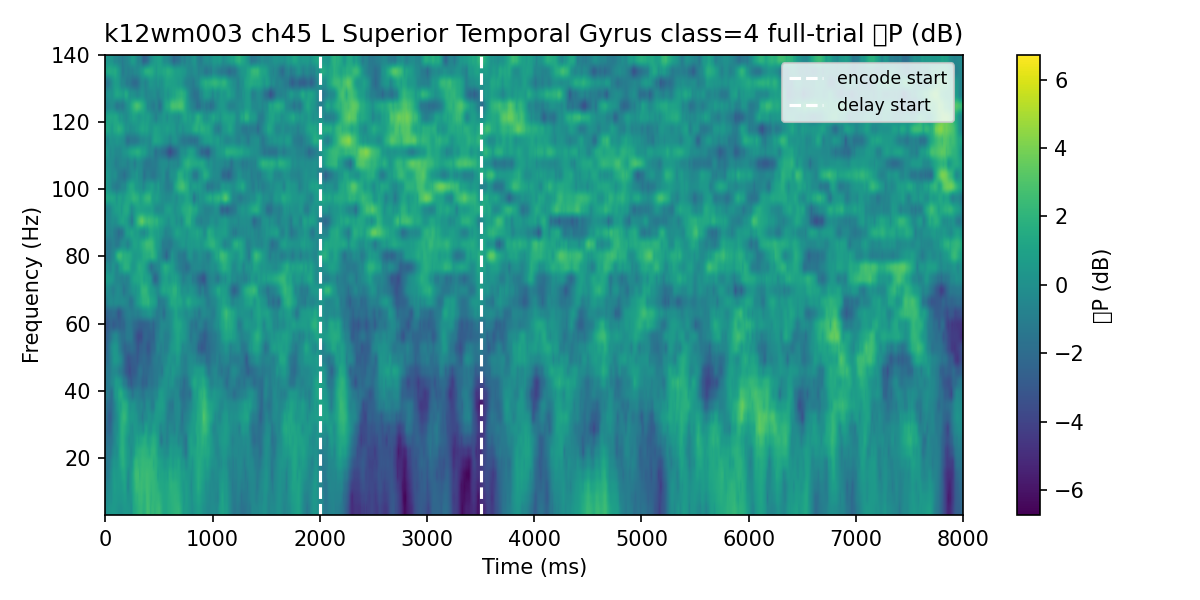 k12wm003 ch45 L Superior Temporal Gyrus class=4 full-trial ▯P (dB)
140
120
100
80
60
40
20
Frequency (Hz)
0 1000 2000 3000 4000 5000 6000 7000 8000
Time (ms)
encode start
delay start
6
4
2
0
−2
−4
−6
▯P (dB)